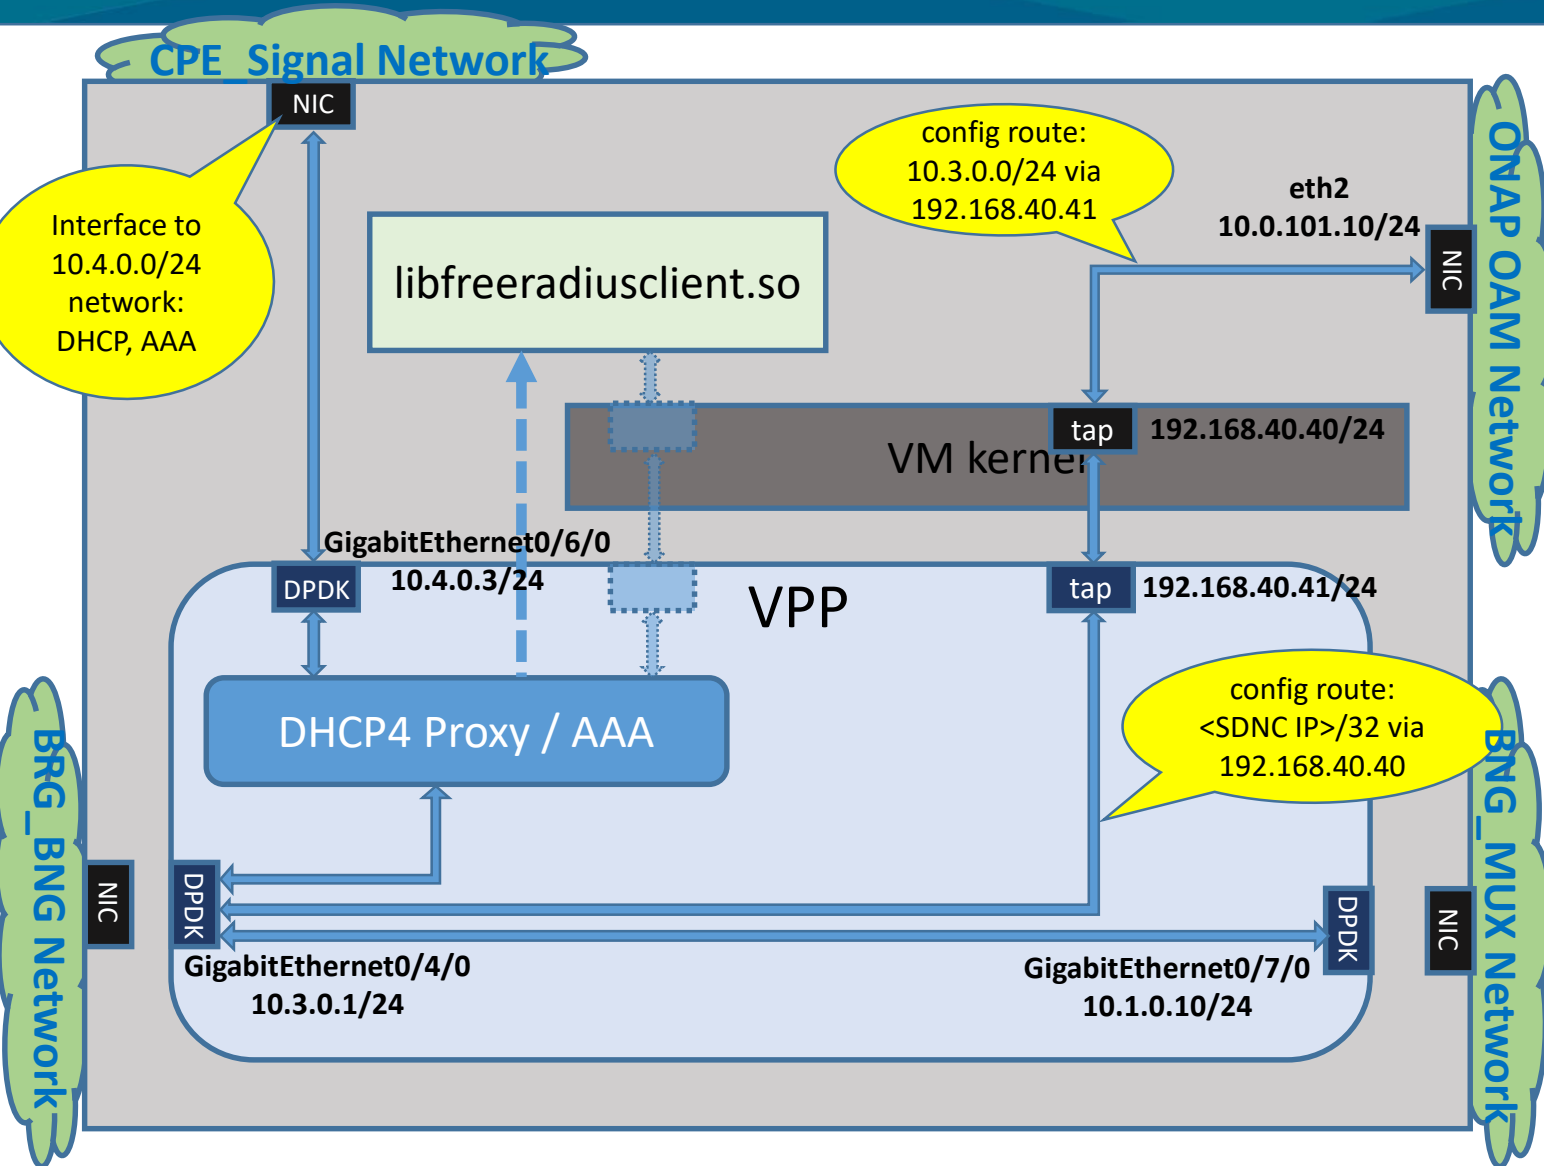 CPE_Signal Network
NIC
config route:
10.3.0.0/24 via
192.168.40.41
eth2
10.0.101.10/24
NIC
ONAP OAM Network
Interface to
10.4.0.0/24
network:
DHCP, AAA
libfreeradiusclient.so
tap
192.168.40.40/24
VM kernel
GigabitEthernet0/6/0
10.4.0.3/24
DPDK
VPP
tap
192.168.40.41/24
DHCP4 Proxy / AAA
config route:
<SDNC IP>/32 via
192.168.40.40
BRG_BNG Network
NIC
DPDK
GigabitEthernet0/4/0
10.3.0.1/24
DPDK
GigabitEthernet0/7/0
10.1.0.10/24
NIC
BNG_MUX Network